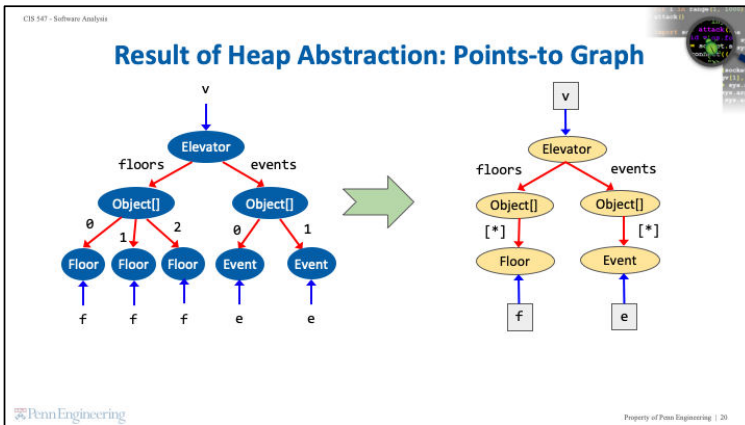 CIS 547 - Software Analysis
Result of Heap Abstraction: Points-to Graph
v
Elevator
floors events
Object[] Object[]
0 1 2 0 1
Floor Floor Floor Event Event
f f f e e
v
Elevator
floors events
Object[] Object[]
[*] [*]
Floor Event
f e
Penn Engineering
Property of Penn Engineering | 20